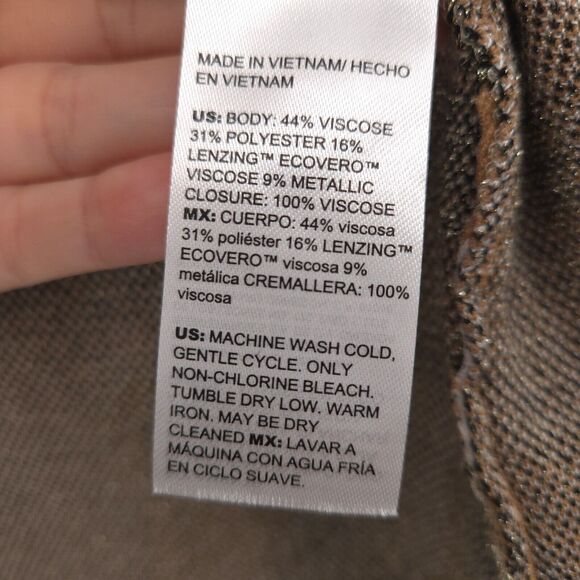 MADE IN VIETNAM/ HECHO
EN VIETNAM
US: BODY: 44% VISCOSE
31% POLYESTER 16%
LENZING™ ECOVERO™
VISCOSE 9% METALLIC
CLOSURE: 100% VISCOSE
MX: CUERPO: 44% viscosa
31% poliéster 16% LENZING™
ECOVERO™ viscosa 9%
metálica CREMALLERA: 100%
viscosa
US: MACHINE WASH COLD,
GENTLE CYCLE. ONLY
NON-CHLORINE BLEACH.
TUMBLE DRY LOW. WARM
IRON. MAY BE DRY
CLEANED MX: LAVAR A
MÁQUINA CON AGUA FRÍA
EN CICLO SUAVE.